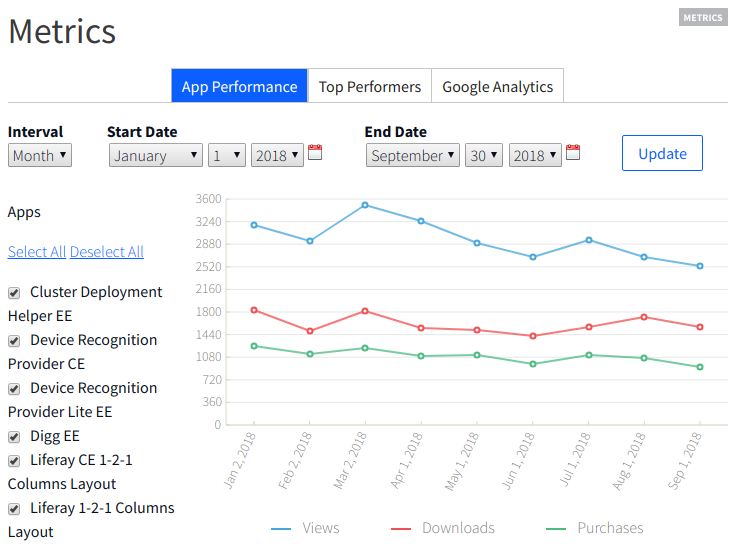 Metrics
METRICS
App Performance Top Performers Google Analytics
Interval Start Date End Date
Month January 1 2018 September 30 2018 Update
Apps
Select All Deselect All
Cluster Deployment
Helper EE
Device Recognition
Provider CE
Device Recognition
Provider Lite EE
Digg EE
Liferay CE 1-2-1
Columns Layout
Liferay 1-2-1 Columns
Layout
3600
3240
2880
2520
2160
1800
1440
1080
720
360
0
Jan 2, 2018 Feb 2, 2018 Mar 2, 2018 Apr 1, 2018 May 1, 2018 Jun 1, 2018 Jul 1, 2018 Aug 1, 2018 Sep 1, 2018
Views Downloads Purchases